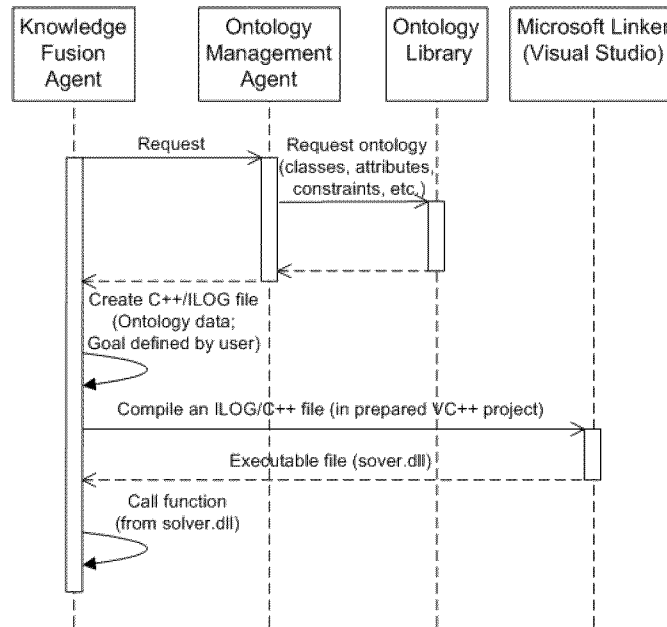 Knowledge
Fusion
Agent
Ontology
Management
Agent
Ontology
Library
Microsoft Linker
(Visual Studio)
Request
Request ontology
(classes, attributes,
constraints, etc.)
Create C++/ILOG file
(Ontology data;
Goal defined by user)
Compile an ILOG/C++ file (in prepared VC++ project)
Executable file (sover.dll)
Call function
(from solver.dll)